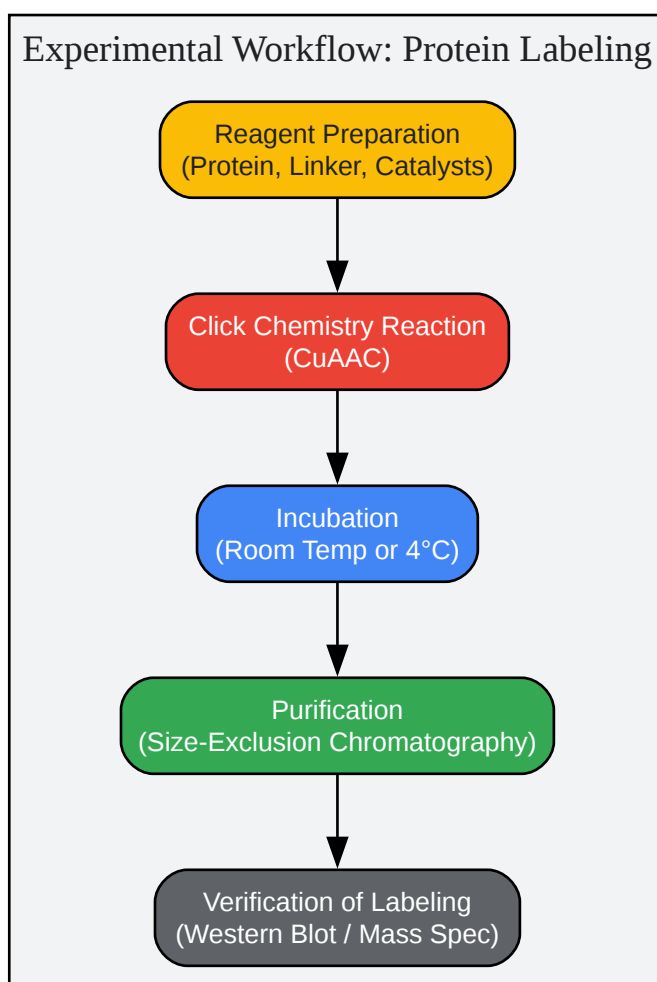 Experimental Workflow: Protein Labeling
Reagent Preparation
(Protein, Linker, Catalysts)
Click Chemistry Reaction
(CuAAC)
Incubation
(Room Temp or 4°C)
Purification
(Size-Exclusion Chromatography)
Verification of Labeling
(Western Blot / Mass Spec)